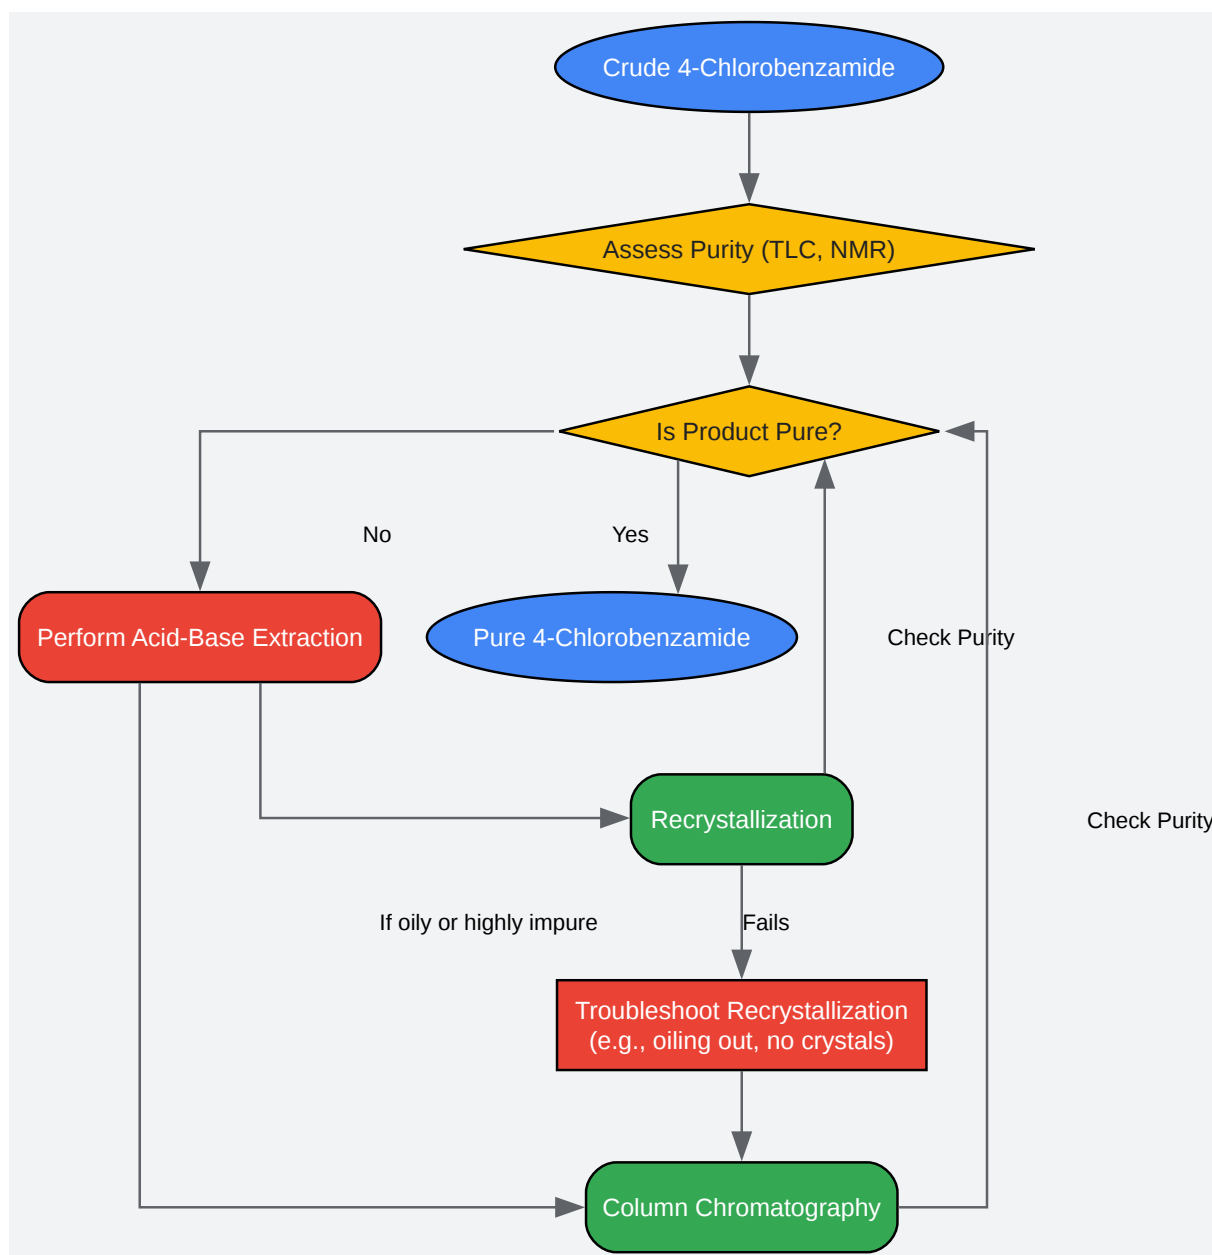 Crude 4-Chlorobenzamide
Assess Purity (TLC, NMR)
Is Product Pure?
No
Yes
Perform Acid-Base Extraction
Pure 4-Chlorobenzamide
Check Purity
Recrystallization
Check Purity
If oily or highly impure
Fails
Troubleshoot Recrystallization
(e.g., oiling out, no crystals)
Column Chromatography